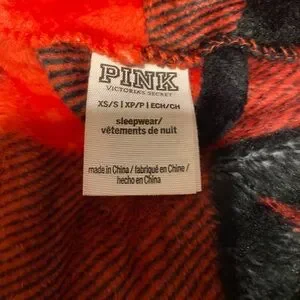 PINK
VICTORIA'S SECRET
XS/S | XP/P | ECH/CH
sleepwear/
vêtements de nuit
made in China / fabriqué en Chine /
hecho en China